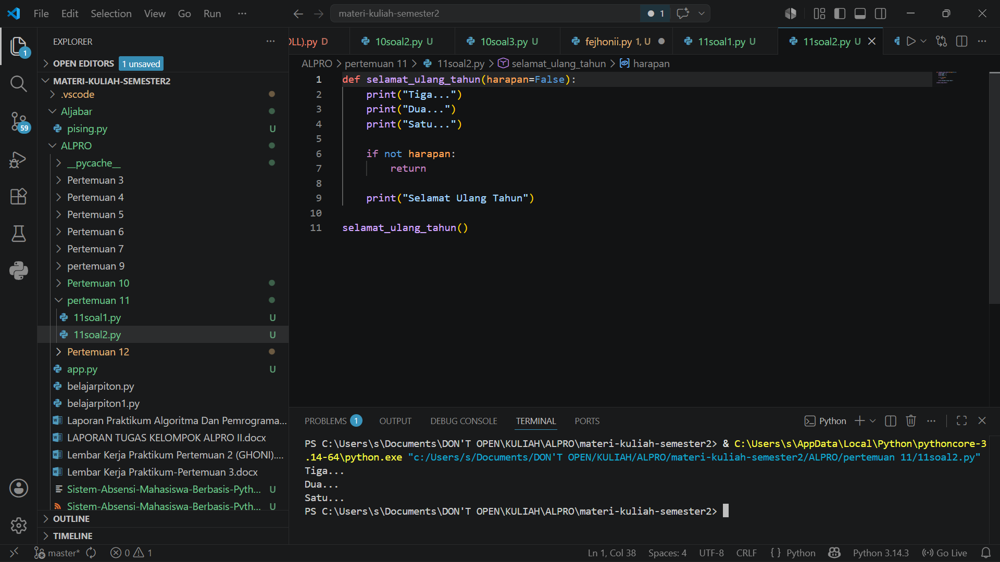 File Edit Selection View Go Run ...
materi-kuliah-semester2
1
EXPLORER
OPEN EDITORS 1 unsaved
MATERI-KULIAH-SEMESTER2
.vscode
Aljabar
pising.py U
ALPRO
__pycache__
Pertemuan 3
Pertemuan 4
Pertemuan 5
Pertemuan 6
Pertemuan 7
pertemuan 9
Pertemuan 10
pertemuan 11
11soal1.py U
11soal2.py U
Pertemuan 12
app.py U
belajarpiton.py
belajarpiton1.py
Laporan Praktikum Algoritma Dan Pemrograma...
LAPORAN TUGAS KELOMPOK ALPRO II.docx
Lembar Kerja Praktikum Pertemuan 2 (GHONI)....
Lembar Kerja Praktikum-Pertemuan 3.docx
Sistem-Absensi-Mahasiswa-Berbasis-Pyth... U
Sistem-Absensi-Mahasiswa-Berbasis-Pyth... U
OUTLINE
TIMELINE
1
59
OLL).py D 10soal2.py U 10soal3.py U fejhonii.py 1, U 11soal1.py U 11soal2.py U
ALPRO > pertemuan 11 > 11soal2.py > selamat_ulang_tahun > harapan
1 def selamat_ulang_tahun(harapan=False):
2 print("Tiga...")
3 print("Dua...")
4 print("Satu...")
5
6 if not harapan:
7 return
8
9 print("Selamat Ulang Tahun")
10
11 selamat_ulang_tahun()
PROBLEMS 1 OUTPUT DEBUG CONSOLE TERMINAL PORTS Python
PS C:\Users\s\Documents\DON'T OPEN\KULIAH\ALPRO\materi-kuliah-semester2> & C:\Users\s\AppData\Local\Python\pythoncore-3
.14-64\python.exe "c:/Users/s/Documents/DON'T OPEN/KULIAH/ALPRO/materi-kuliah-semester2/ALPRO/pertemuan 11/11soal2.py"
Tiga...
Dua...
Satu...
PS C:\Users\s\Documents\DON'T OPEN\KULIAH\ALPRO\materi-kuliah-semester2>
master* 0 1 Ln 1, Col 38 Spaces: 4 UTF-8 CRLF { } Python Python 3.14.3 Go Live